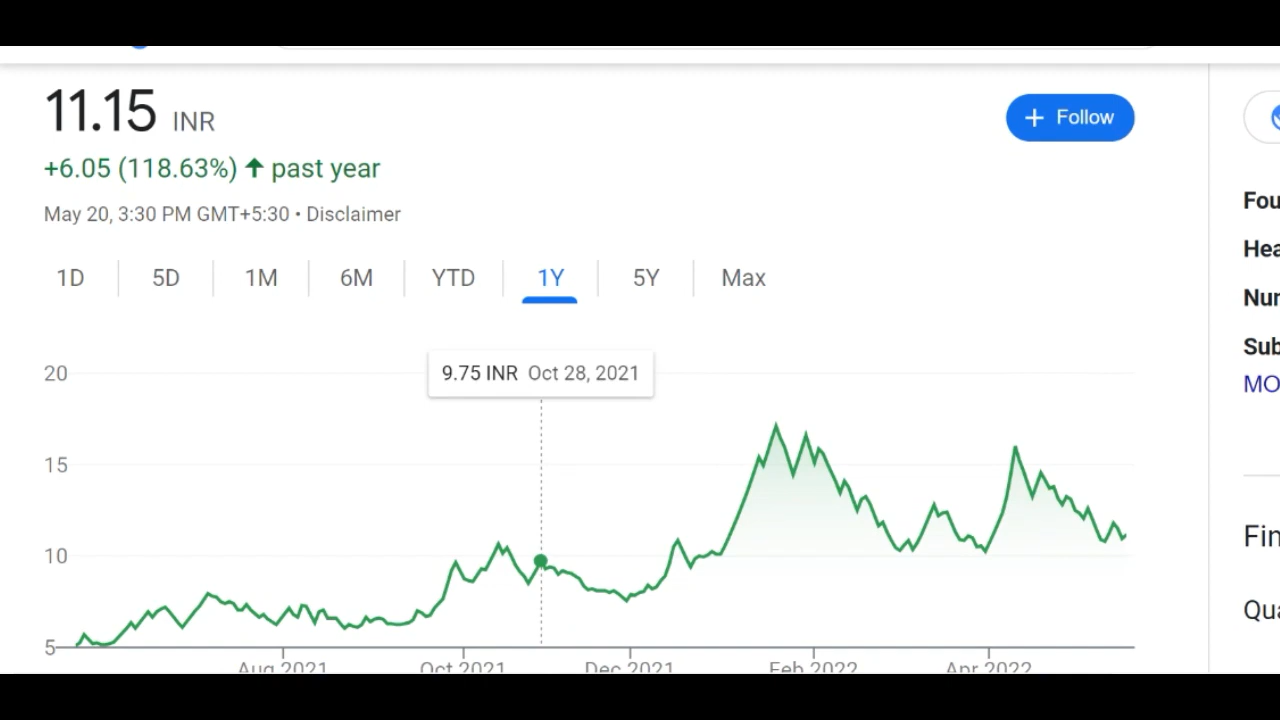 11.15 INR
+ Follow
+6.05 (118.63%) ↑ past year
May 20, 3:30 PM GMT+5:30 • Disclaimer
1D 5D 1M 6M YTD 1Y 5Y Max
20
9.75 INR Oct 28, 2021
15
10
5
Aug 2021 Oct 2021 Dec 2021 Feb 2022 Apr 2022
Fou
Hea
Nur
Sub
MO
Fin
Qua